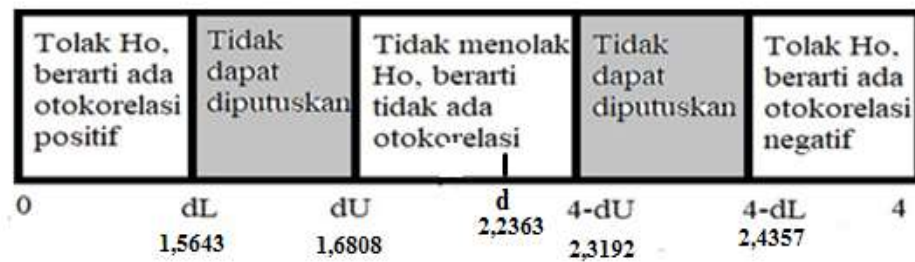 Tolak Ho,
berarti ada
otokorelasi
positif
Tidak
dapat
diputuskan
Tidak menolak
Ho, berarti
tidak ada
otokorelasi
Tidak
dapat
diputuskan
Tolak Ho,
berarti ada
otokorelasi
negatif
0
dL
dU
d
4-dU
4-dL
4
1,5643
1,6808
2,2363
2,3192
2,4357